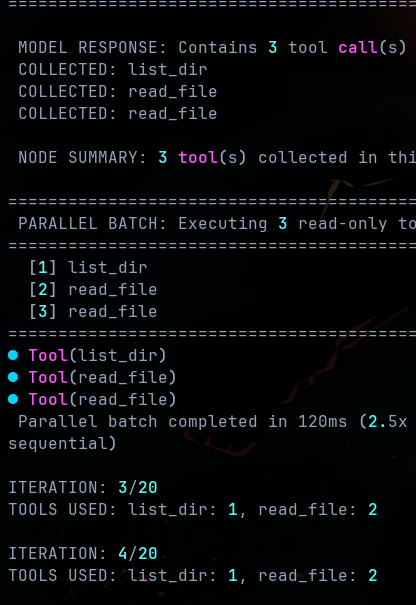 ==========================================
MODEL RESPONSE: Contains 3 tool call(s)
COLLECTED: list_dir
COLLECTED: read_file
COLLECTED: read_file
NODE SUMMARY: 3 tool(s) collected in thi
==========================================
PARALLEL BATCH: Executing 3 read-only to
==========================================
[1] list_dir
[2] read_file
[3] read_file
==========================================
● Tool(list_dir)
● Tool(read_file)
● Tool(read_file)
Parallel batch completed in 120ms (2.5x
sequential)
ITERATION: 3/20
TOOLS USED: list_dir: 1, read_file: 2
ITERATION: 4/20
TOOLS USED: list_dir: 1, read_file: 2